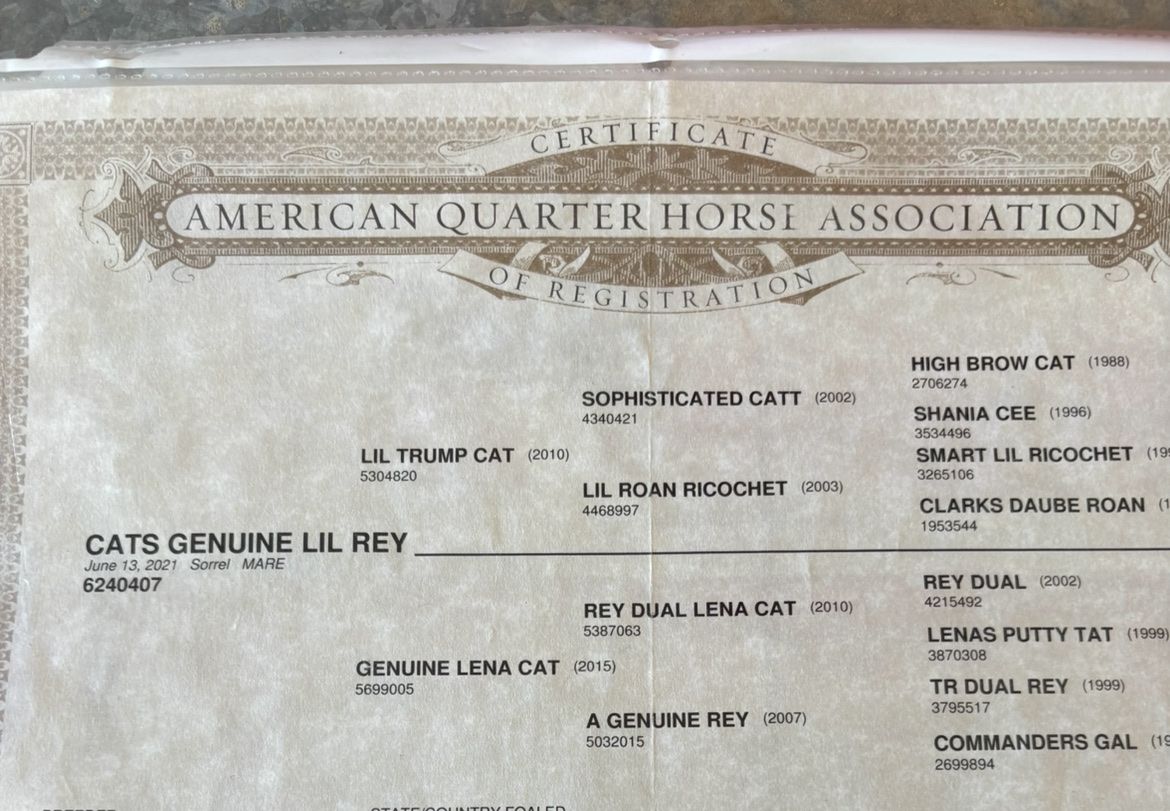 CERTIFICATE
AMERICAN QUARTER HORSE ASSOCIATION
OF REGISTRATION
HIGH BROW CAT (1988)
2706274
SOPHISTICATED CATT (2002)
4340421
SHANIA CEE (1996)
3534496
LIL TRUMP CAT (2010)
5304820
SMART LIL RICOCHET
3265106
LIL ROAN RICOCHET (2003)
4468997
CLARKS DAUBE ROAN
1953544
CATS GENUINE LIL REY
June 13, 2021 Sorrel MARE
6240407
REY DUAL (2002)
4215492
REY DUAL LENA CAT (2010)
5387063
LENAS PUTTY TAT (1999)
3870308
GENUINE LENA CAT (2015)
5699005
TR DUAL REY (1999)
3795517
A GENUINE REY (2007)
5032015
COMMANDERS GAL
2699894
STATE/COUNTRY FOALED